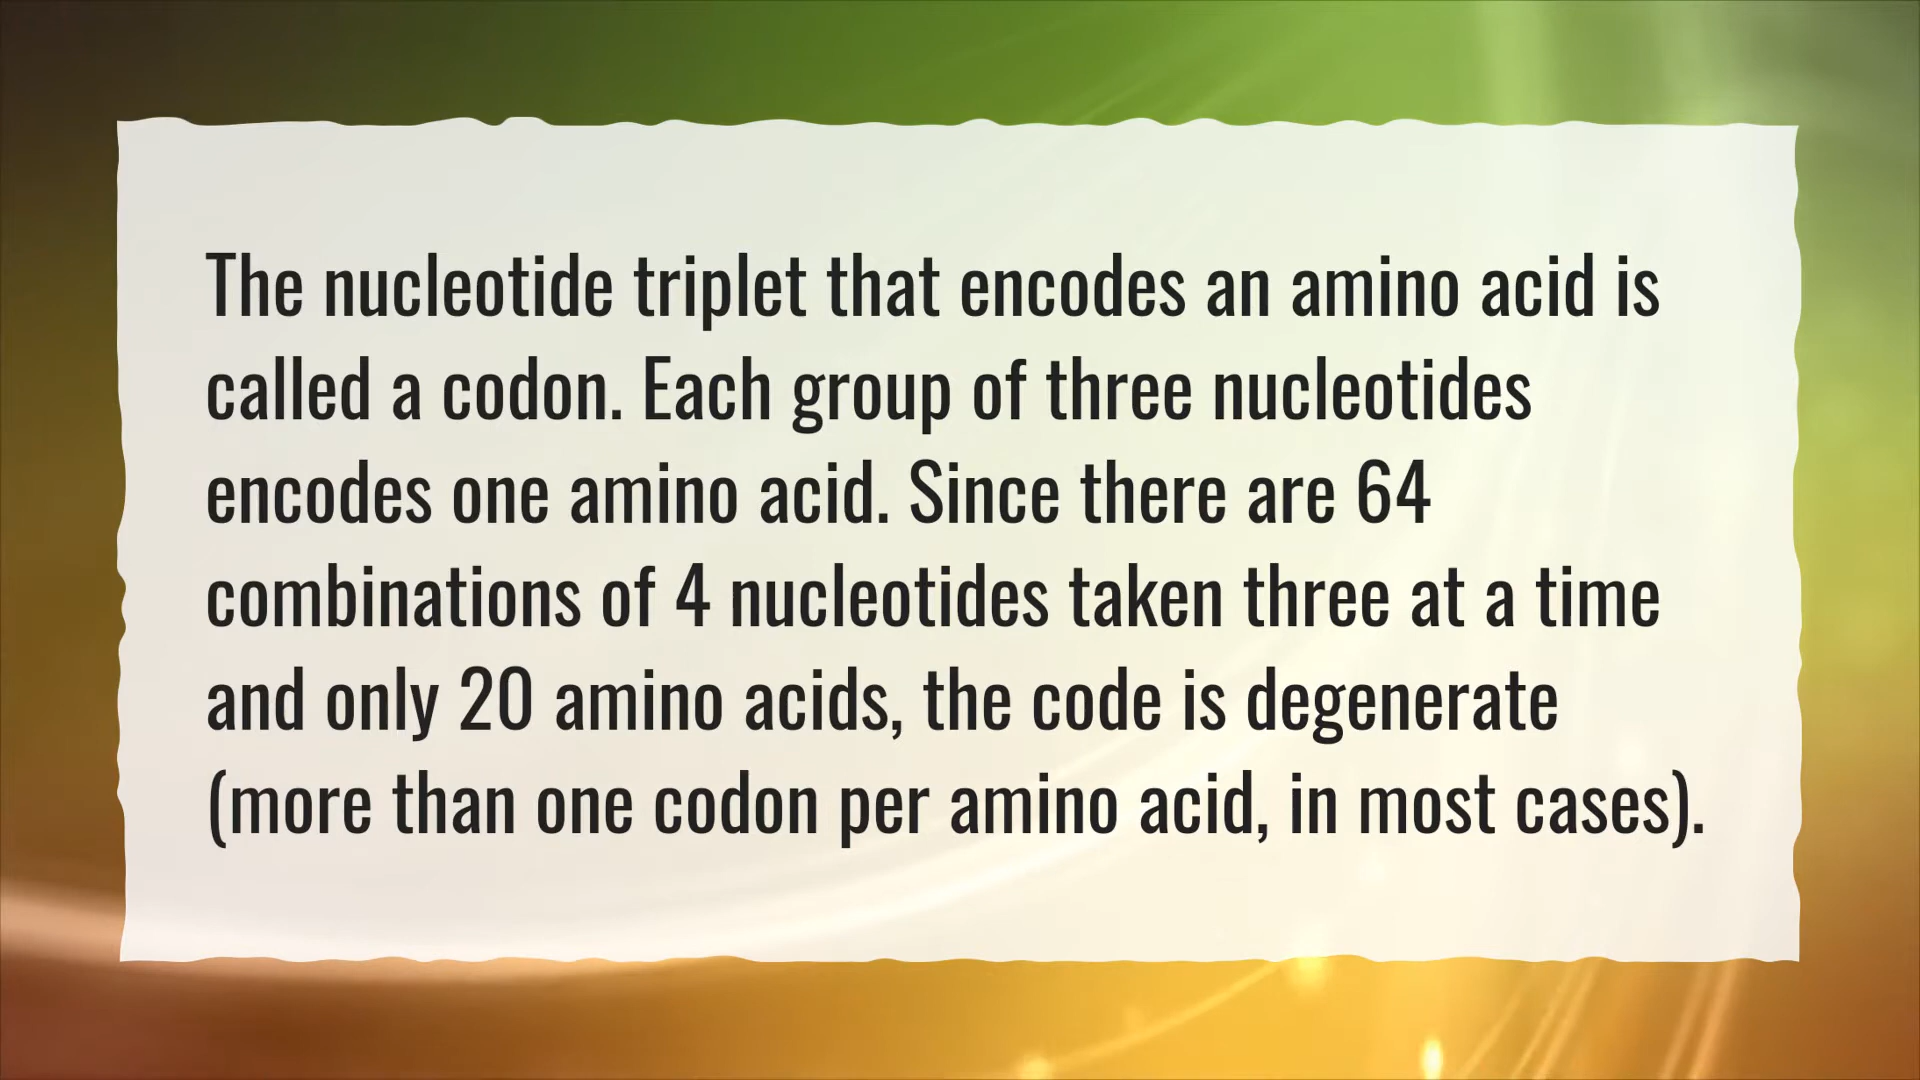 The nucleotide triplet that encodes an amino acid is
called a codon. Each group of three nucleotides
encodes one amino acid. Since there are 64
combinations of 4 nucleotides taken three at a time
and only 20 amino acids, the code is degenerate
(more than one codon per amino acid, in most cases).